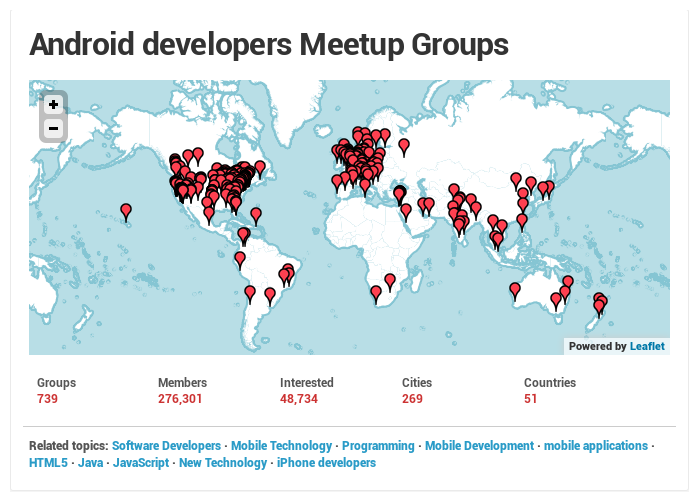 Android developers Meetup Groups
+
−
Powered by Leaflet
Groups Members Interested Cities Countries
739 276,301 48,734 269 51
Related topics: Software Developers · Mobile Technology · Programming · Mobile Development · mobile applications ·
HTML5 · Java · JavaScript · New Technology · iPhone developers